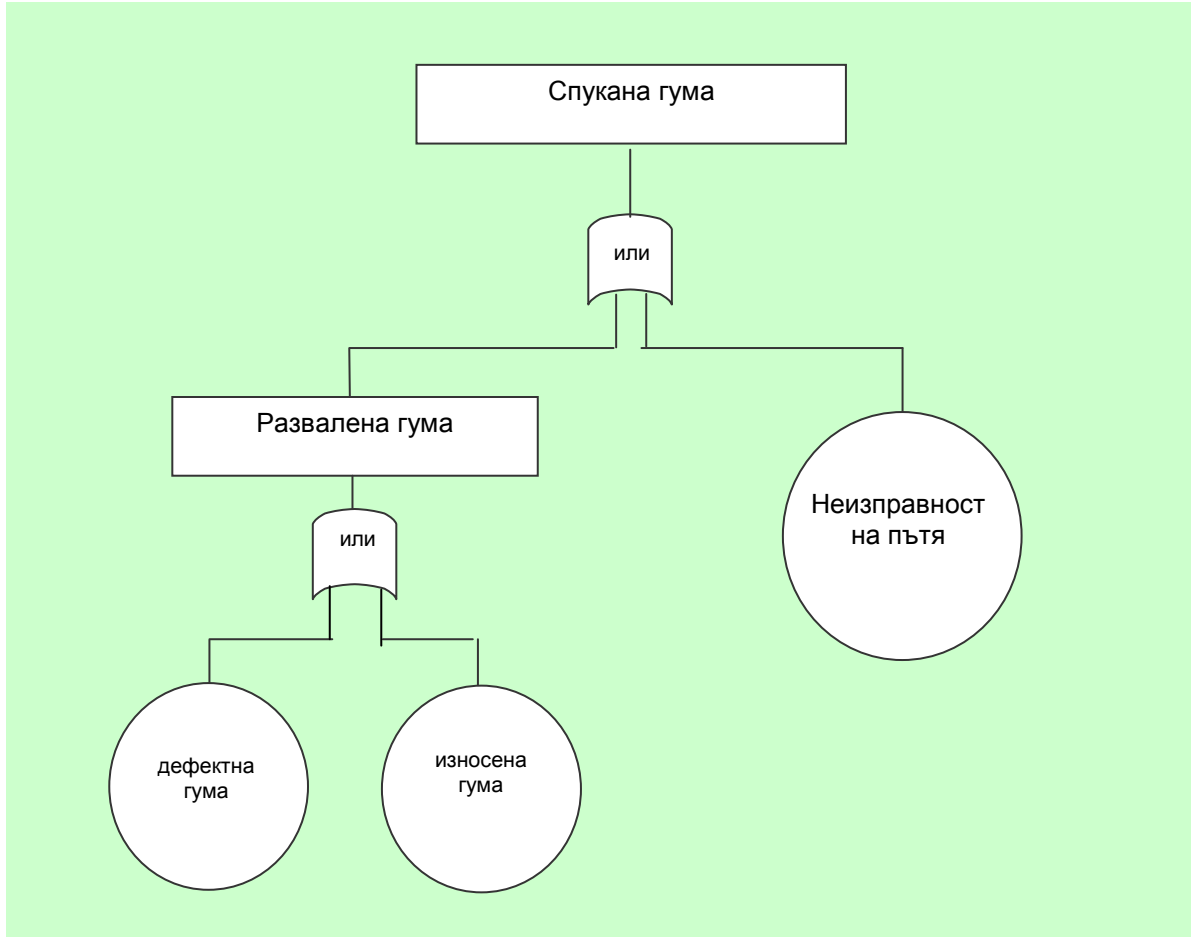 Спукана гума
или
Развалена гума
Неизправност
на пътя
или
дефектна
гума
износена
гума